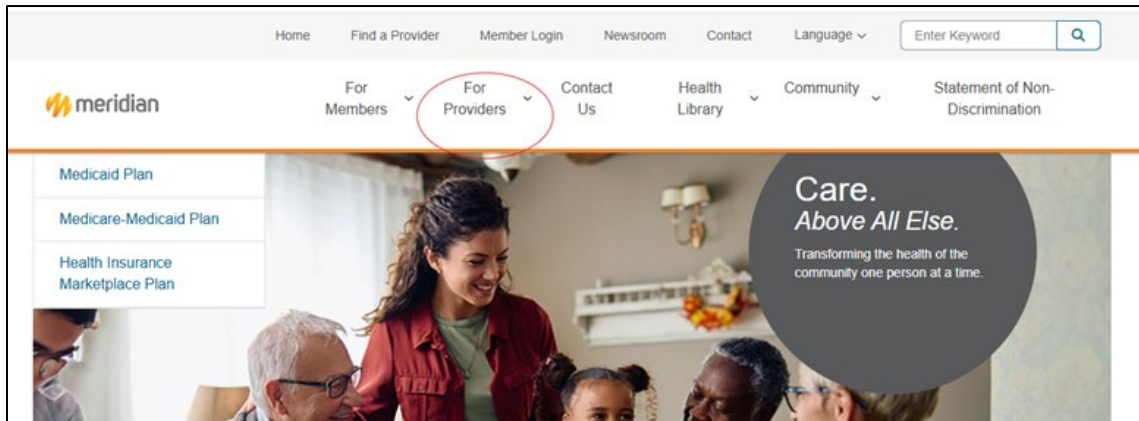 Home Find a Provider Member Login Newsroom Contact Language Enter Keyword
meridian
For Members
For Providers
Contact Us
Health Library
Community
Statement of Non-Discrimination
Medicaid Plan
Medicare-Medicaid Plan
Health Insurance
Marketplace Plan
Care.
Above All Else.
Transforming the health of the
community one person at a time.